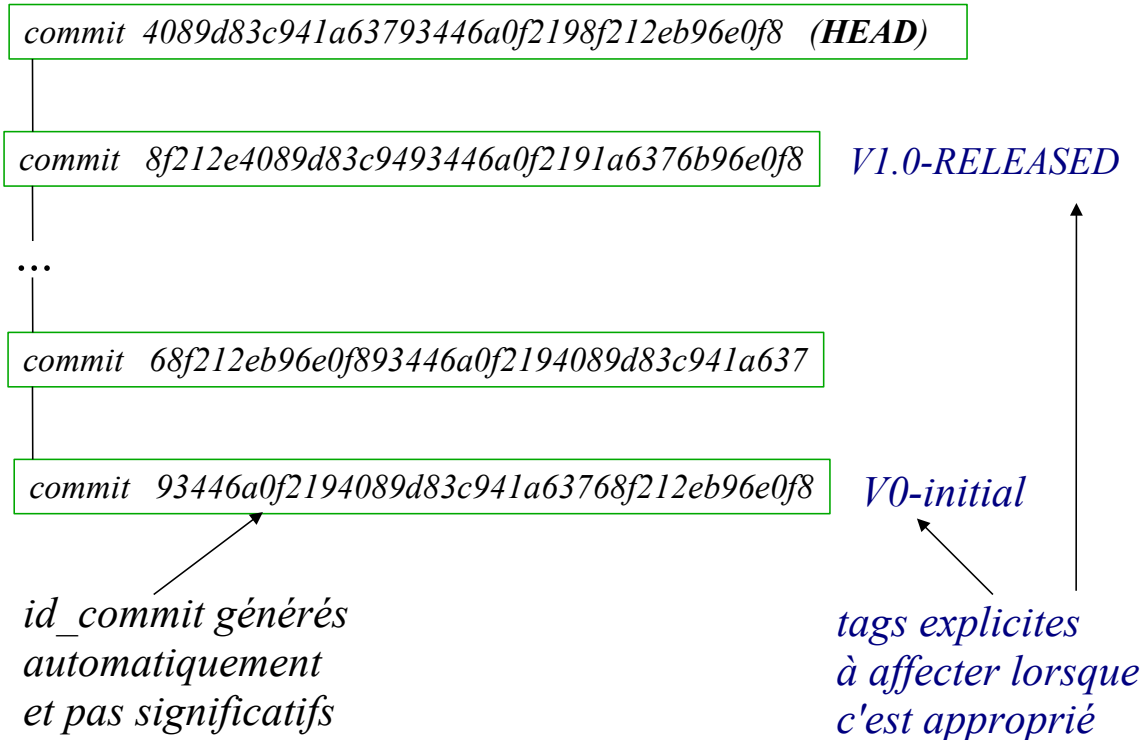 commit 4089d83c941a63793446a0f2198f212eb96e0f8 (HEAD)
commit 8f212e4089d83c9493446a0f2191a6376b96e0f8 V1.0-RELEASED
...
commit 68f212eb96e0f893446a0f2194089d83c941a637
commit 93446a0f2194089d83c941a63768f212eb96e0f8 V0-initial
id_commit générés
automatiquement
et pas significatifs
tags explicites
à affecter lorsque
c'est approprié